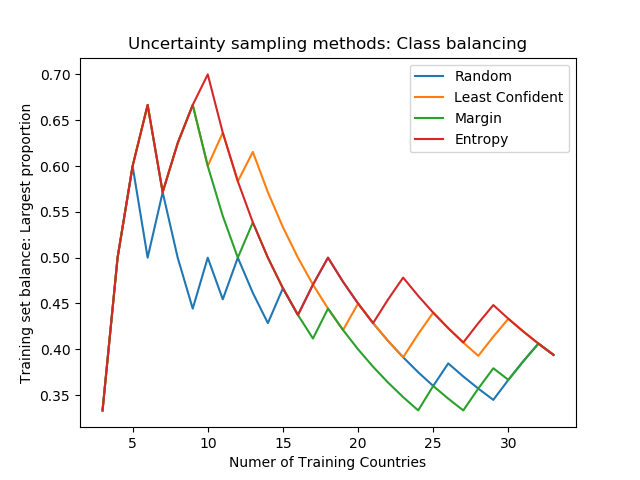 Uncertainty sampling methods: Class balancing
Training set balance: Largest proportion
0.70
0.65
0.60
0.55
0.50
0.45
0.40
0.35
Random
Least Confident
Margin
Entropy
5 10 15 20 25 30
Numer of Training Countries